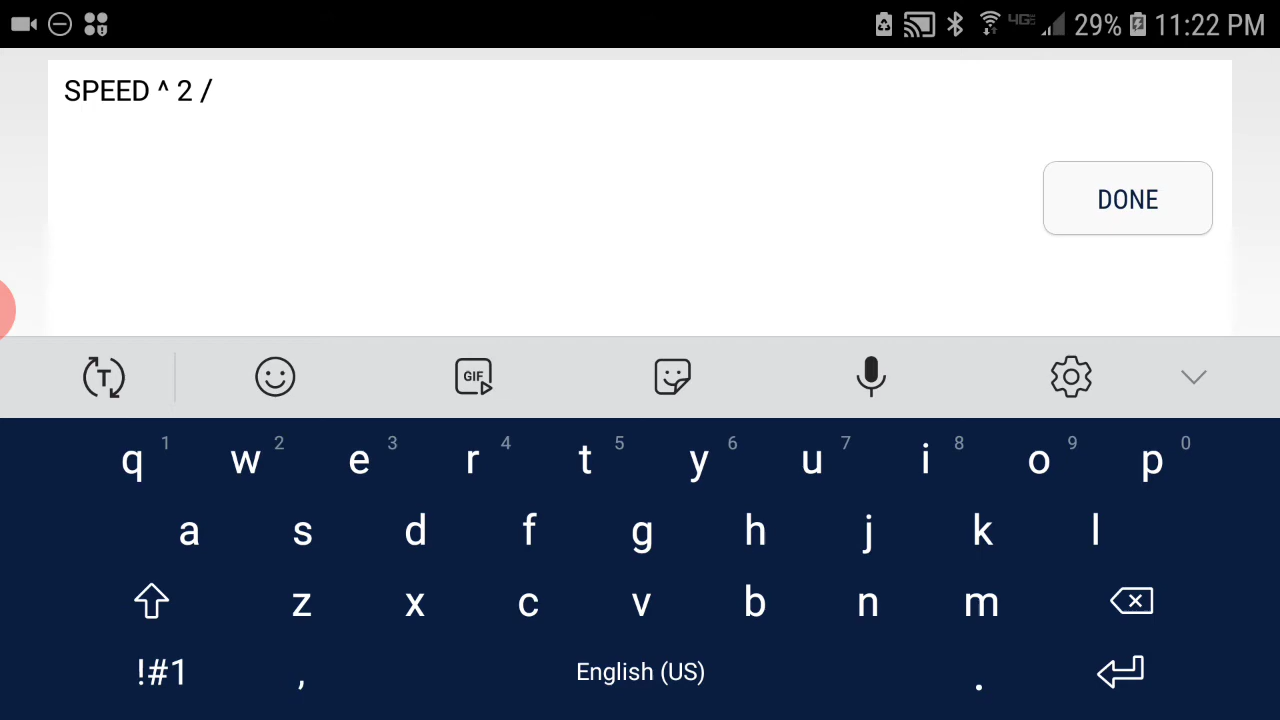 4GE 29% 11:22 PM
SPEED ^ 2 /
DONE
T GIF
q 1 w 2 e 3 r 4 t 5 y 6 u 7 i 8 o 9 p 0
a s d f g h j k l
z x c v b n m
!#1 , English (US) .